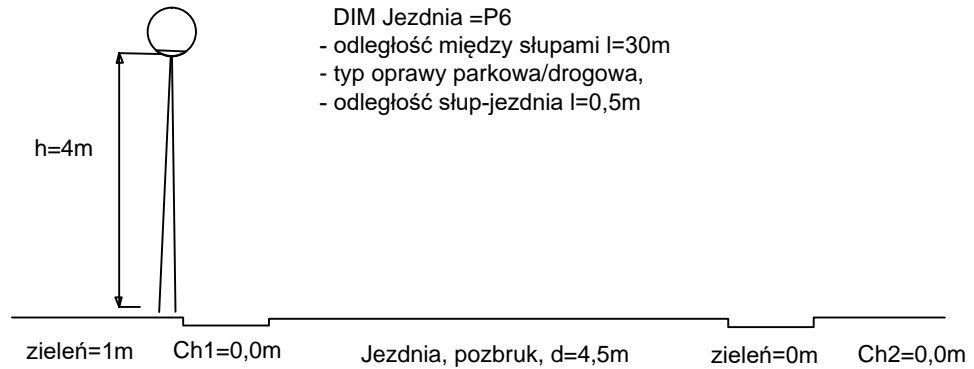 DIM Jezdnia =P6
- odległość między słupami l=30m
- typ oprawy parkowa/drogowa,
- odległość słup-jezdnia l=0,5m
h=4m
zieleń=1m Ch1=0,0m Jezdnia, pozbruk, d=4,5m zieleń=0m Ch2=0,0m